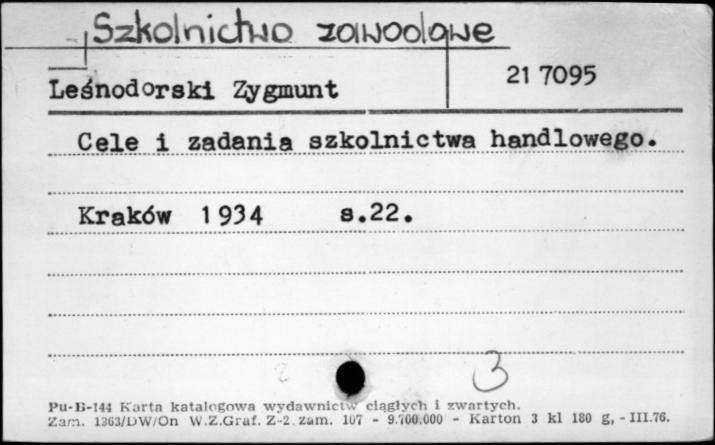 Szkolnictwo zawodowe
21 7095
Leśnodorski Zygmunt
Cele i zadania szkolnictwa handlowego.
Kraków 1934 s.22.
3
Pu-B-144 Karta katalogowa wydawnictw ciągłych i zwartych.
Zam. 1363/DW/On W.Z.Graf. Z-2 zam. 107 - 9.700.000 - Karton 3 kl 180 g, - III.76.